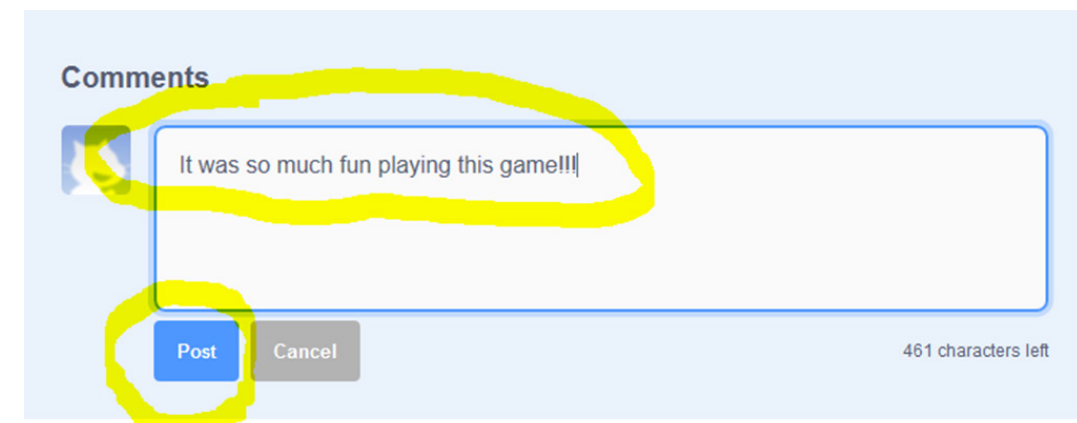 Comments
It was so much fun playing this game!!!
Post Cancel 461 characters left